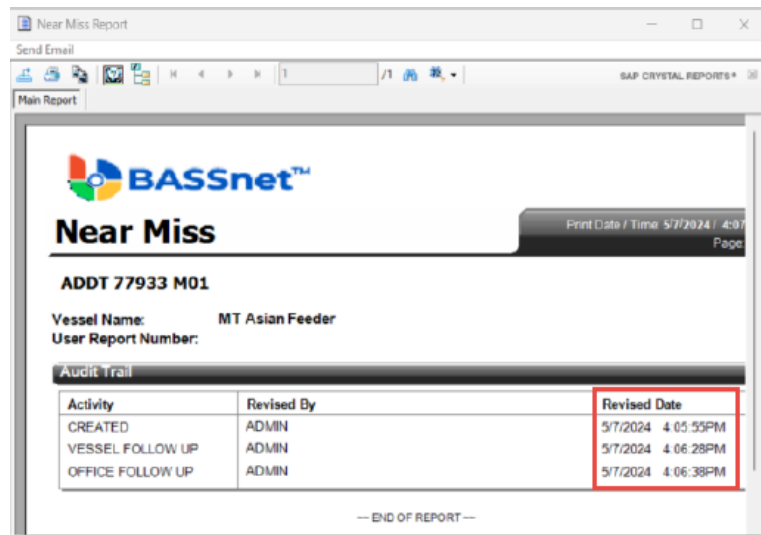 Near Miss Report
Send Email
1 /1 SAP CRYSTAL REPORTS®
Main Report
BASSnet™
Near Miss
Print Date / Time: 5/7/2024 / 4:07
Page:
ADDT 77933 M01
Vessel Name: MT Asian Feeder
User Report Number:
Audit Trail
Activity Revised By Revised Date
CREATED ADMIN 5/7/2024 4:05:55PM
VESSEL FOLLOW UP ADMIN 5/7/2024 4:06:28PM
OFFICE FOLLOW UP ADMIN 5/7/2024 4:06:38PM
--- END OF REPORT ---